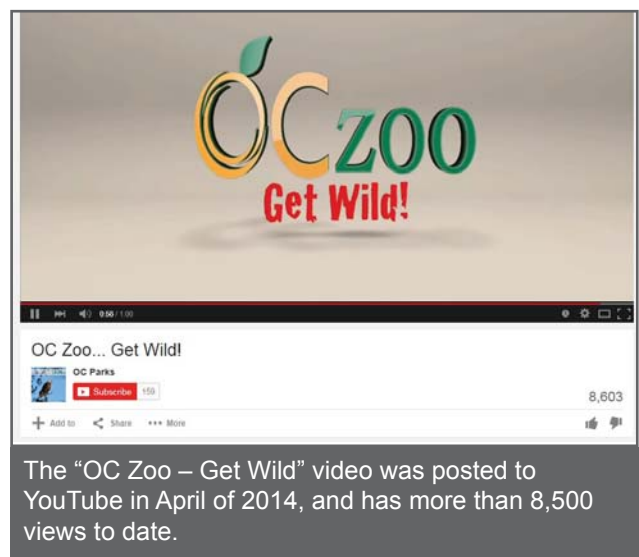 OC ZOO
Get Wild!
0:56 / 1:00
OC Zoo... Get Wild!
OC Parks
Subscribe 159
8,603
Add to Share More
The “OC Zoo – Get Wild” video was posted to
YouTube in April of 2014, and has more than 8,500
views to date.